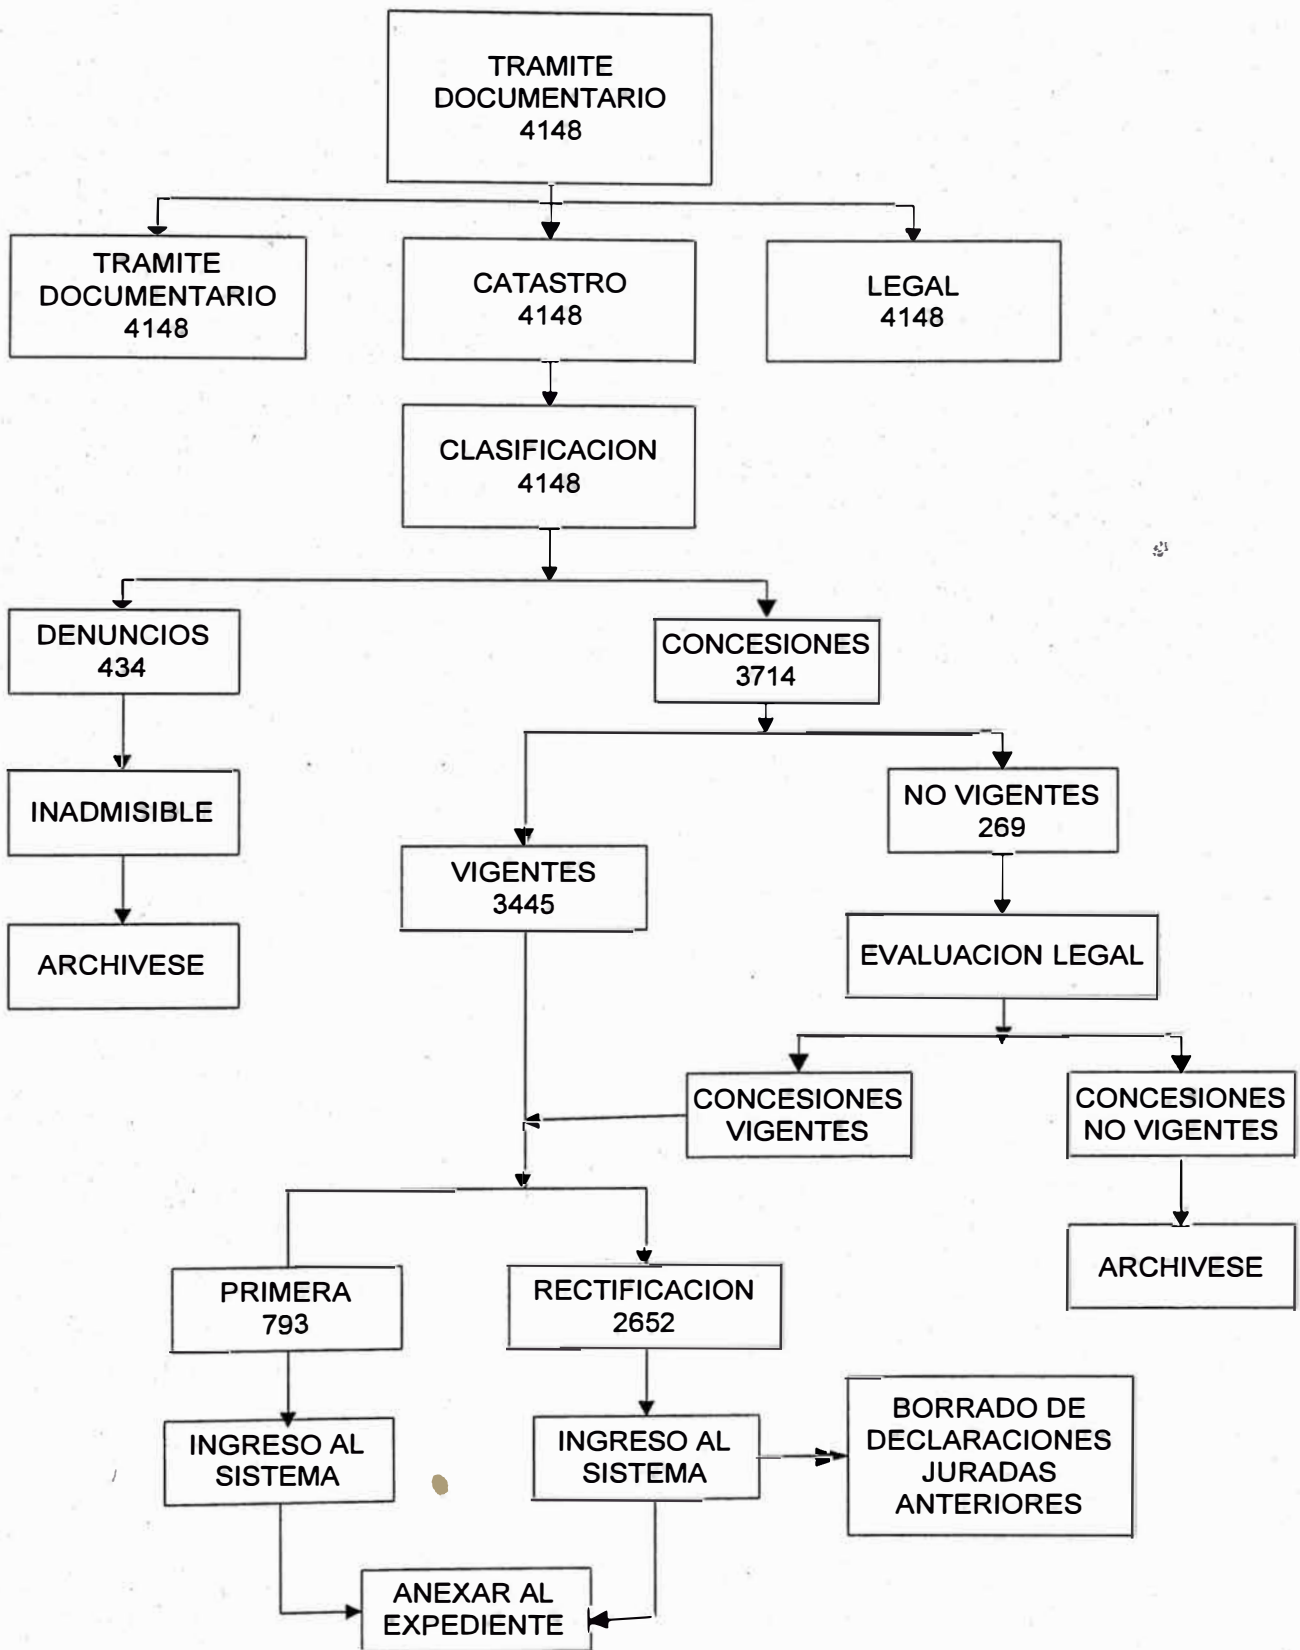 TRAMITE
DOCUMENTARIO
4148
TRAMITE
DOCUMENTARIO
4148
CATASTRO
4148
LEGAL
4148
CLASIFICACION
4148
DENUNCIOS
434
CONCESIONES
3714
INADMISIBLE
NO VIGENTES
269
VIGENTES
3445
ARCHIVESE
EVALUACION LEGAL
CONCESIONES
VIGENTES
CONCESIONES
NO VIGENTES
ARCHIVESE
PRIMERA
793
RECTIFICACION
2652
INGRESO AL
SISTEMA
INGRESO AL
SISTEMA
BORRADO DE
DECLARACIONES
JURADAS
ANTERIORES
ANEXAR AL
EXPEDIENTE